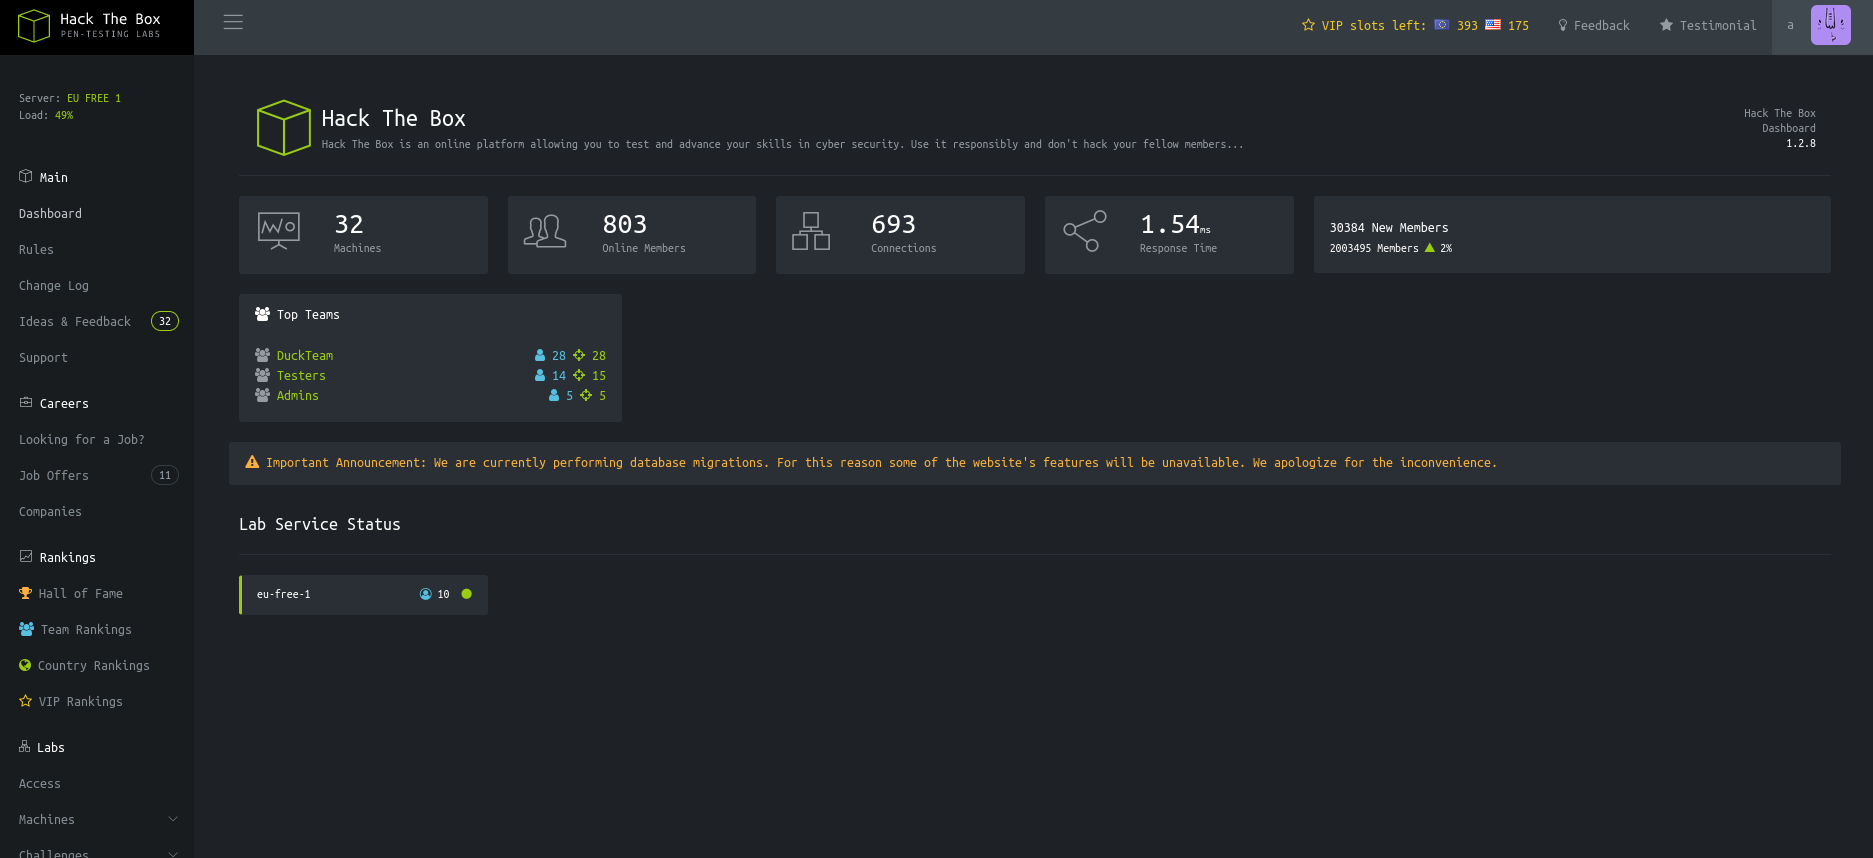 Hack The Box
PEN-TESTING LABS
VIP slots left: 393 175
Feedback
Testimonial
a
Server: EU FREE 1
Load: 49%
Main
Dashboard
Rules
Change Log
Ideas & Feedback 32
Support
Careers
Looking for a Job?
Job Offers 11
Companies
Rankings
Hall of Fame
Team Rankings
Country Rankings
VIP Rankings
Labs
Access
Machines
Challenges
Hack The Box
Hack The Box is an online platform allowing you to test and advance your skills in cyber security. Use it responsibly and don't hack your fellow members...
Hack The Box
Dashboard
1.2.8
32
Machines
803
Online Members
693
Connections
1.54ms
Response Time
30384 New Members
2003495 Members 2%
Top Teams
DuckTeam 28 28
Testers 14 15
Admins 5 5
Important Announcement: We are currently performing database migrations. For this reason some of the website's features will be unavailable. We apologize for the inconvenience.
Lab Service Status
eu-free-1 10